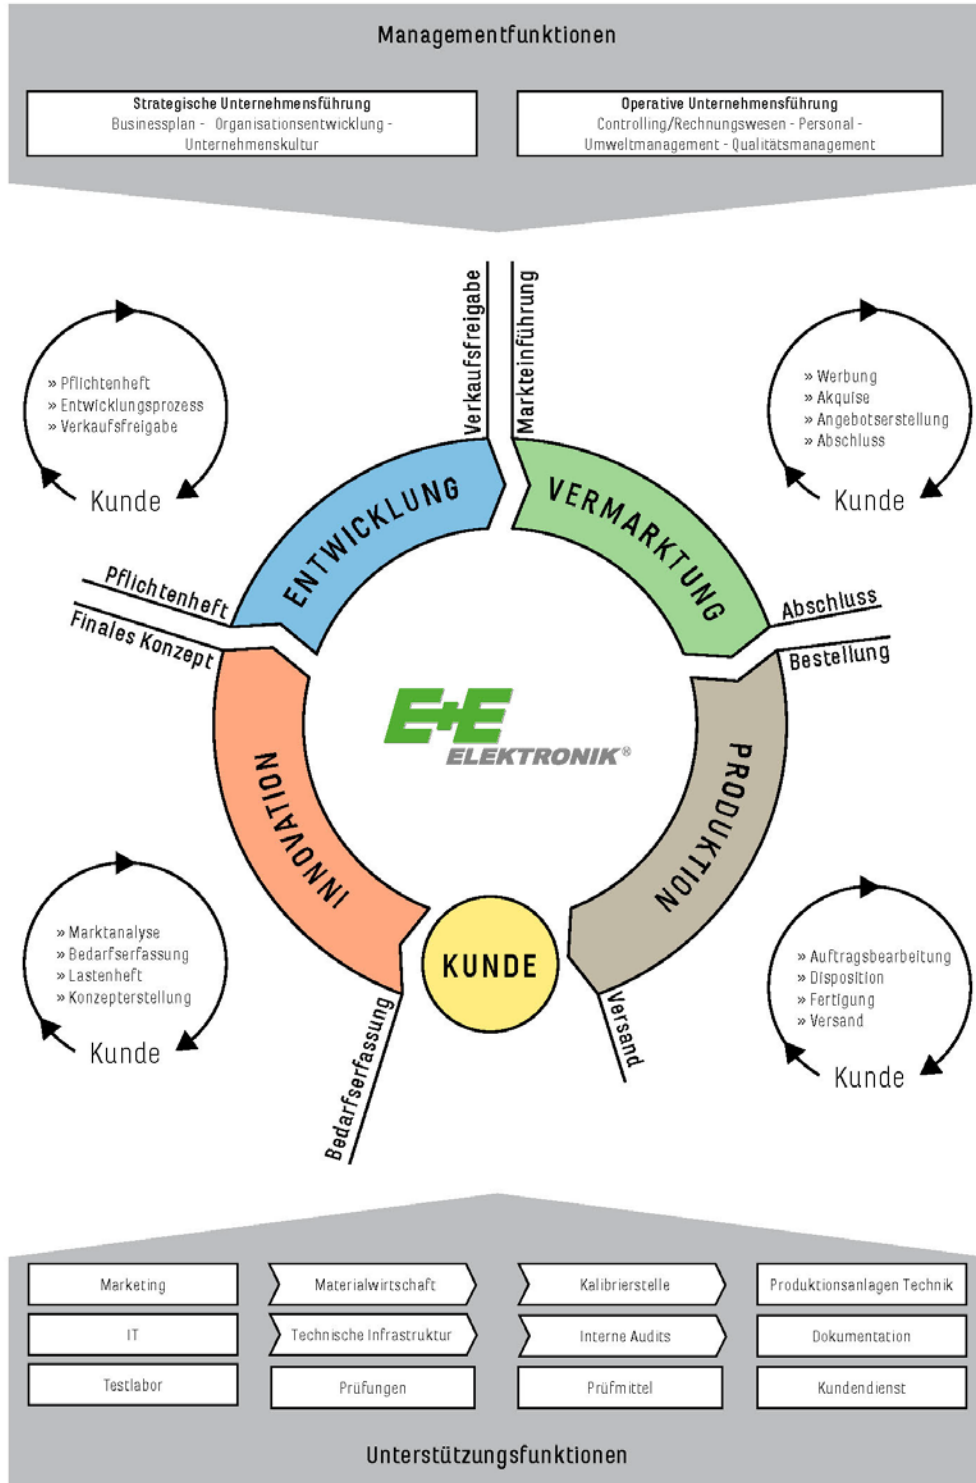 Managementfunktionen
Strategische Unternehmensführung
Businessplan - Organisationsentwicklung -
Unternehmenskultur
Operative Unternehmensführung
Controlling/Rechnungswesen - Personal -
Umweltmanagement - Qualitätsmanagement
Verkaufsfreigabe
Markteinführung
» Pflichtenheft
» Entwicklungsprozess
» Verkaufsfreigabe
Kunde
» Werbung
» Akquise
» Angebotserstellung
» Abschluss
Kunde
ENTWICKLUNG
VERMARKTUNG
Pflichtenheft
Finales Konzept
Abschluss
Bestellung
E+E
ELEKTRONIK®
INNOVATION
PRODUKTION
» Marktanalyse
» Bedarfserfassung
» Lastenheft
» Konzepterstellung
Kunde
KUNDE
» Auftragsbearbeitung
» Disposition
» Fertigung
» Versand
Kunde
Bedarfserfassung
Versand
Marketing
Materialwirtschaft
Kalibrierstelle
Produktionsanlagen Technik
IT
Technische Infrastruktur
Interne Audits
Dokumentation
Testlabor
Prüfungen
Prüfmittel
Kundendienst
Unterstützungsfunktionen